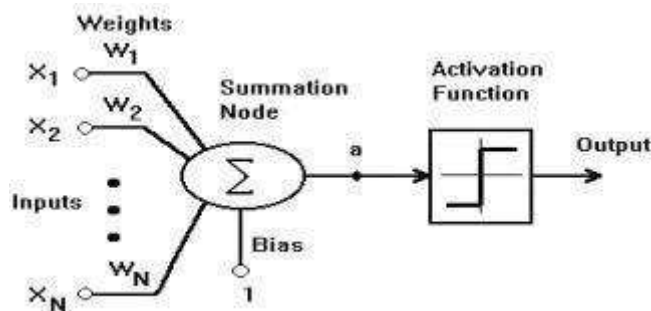 Weights
W1
X1
W2
X2
Summation
Node
Activation
Function
Σ
a
Output
Inputs
Bias
WN
XN
1